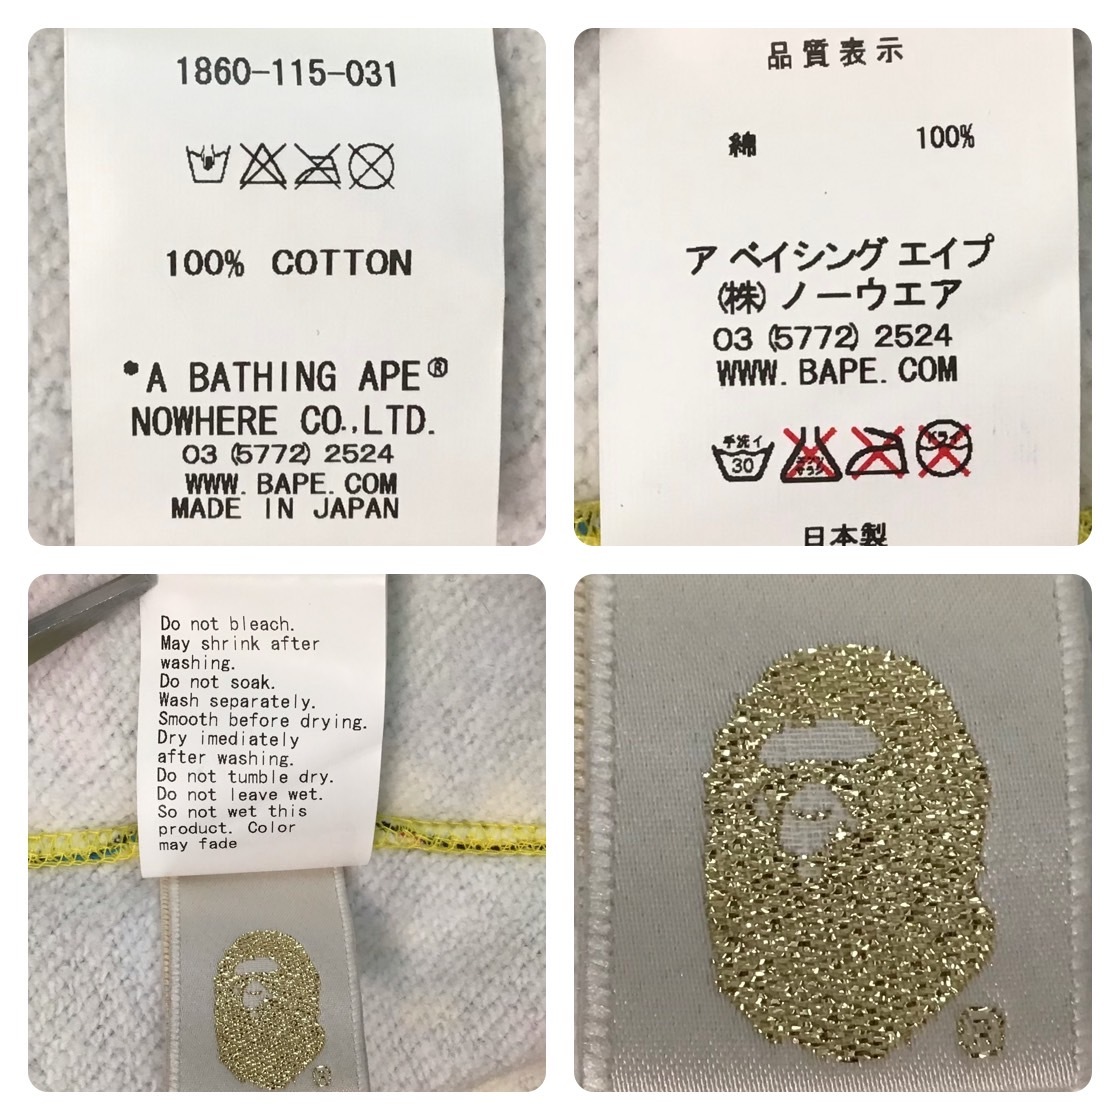 1860-115-031
100% COTTON
*A BATHING APE®
NOWHERE CO.,LTD.
03 (5772) 2524
WWW.BAPE.COM
MADE IN JAPAN
品質表示
綿 100%
ア ベイシング エイプ
(株) ノーウエア
03 (5772) 2524
WWW.BAPE.COM
手洗イ
30
日本製
Do not bleach.
May shrink after
washing.
Do not soak.
Wash separately.
Smooth before drying.
Dry imediately
after washing.
Do not tumble dry.
Do not leave wet.
So not wet this
product. Color
may fade
®
®